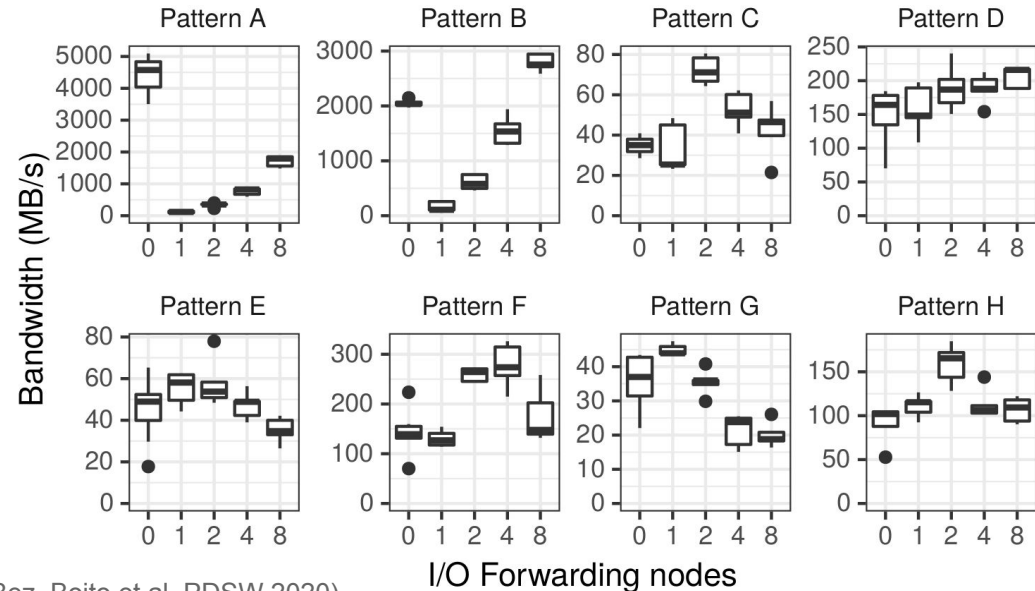 Pattern A
Pattern B
Pattern C
Pattern D
5000
4000
3000
2000
1000
0
0 1 2 4 8
3000
2000
1000
0
0 1 2 4 8
80
60
40
20
0
0 1 2 4 8
250
200
150
100
50
0
0 1 2 4 8
Bandwidth (MB/s)
Pattern E
Pattern F
Pattern G
Pattern H
80
60
40
20
0
0 1 2 4 8
300
200
100
0
0 1 2 4 8
40
30
20
10
0
0 1 2 4 8
150
100
50
0
0 1 2 4 8
I/O Forwarding nodes